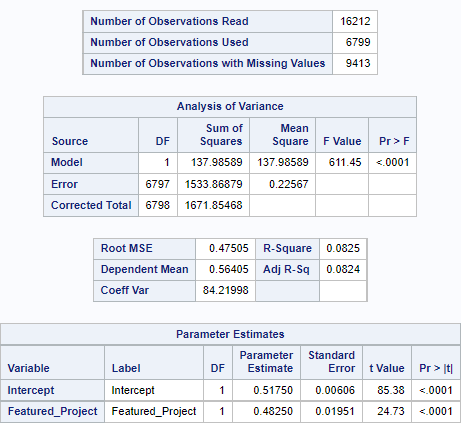 Number of Observations Read 16212
Number of Observations Used 6799
Number of Observations with Missing Values 9413
Analysis of Variance
Source DF Sum of Squares Mean Square F Value Pr > F
Model 1 137.98589 137.98589 611.45 <.0001
Error 6797 1533.86879 0.22567
Corrected Total 6798 1671.85468
Root MSE 0.47505 R-Square 0.0825
Dependent Mean 0.56405 Adj R-Sq 0.0824
Coeff Var 84.21998
Parameter Estimates
Variable Label DF Parameter Estimate Standard Error t Value Pr > |t|
Intercept Intercept 1 0.51750 0.00606 85.38 <.0001
Featured_Project Featured_Project 1 0.48250 0.01951 24.73 <.0001